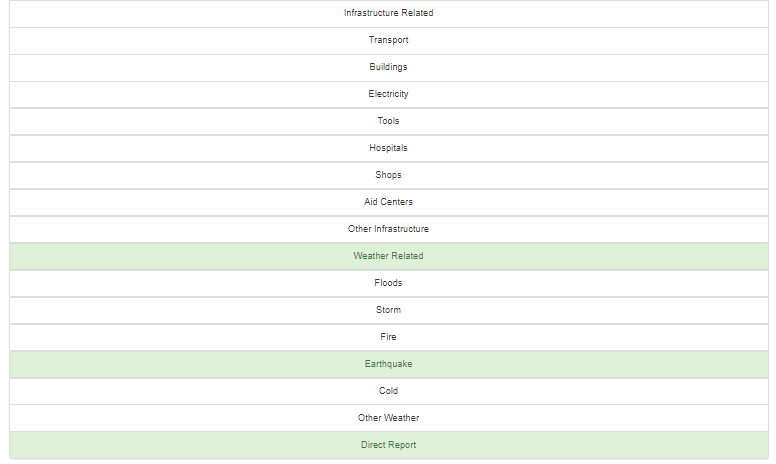 Infrastructure Related
Transport
Buildings
Electricity
Tools
Hospitals
Shops
Aid Centers
Other Infrastructure
Weather Related
Floods
Storm
Fire
Earthquake
Cold
Other Weather
Direct Report